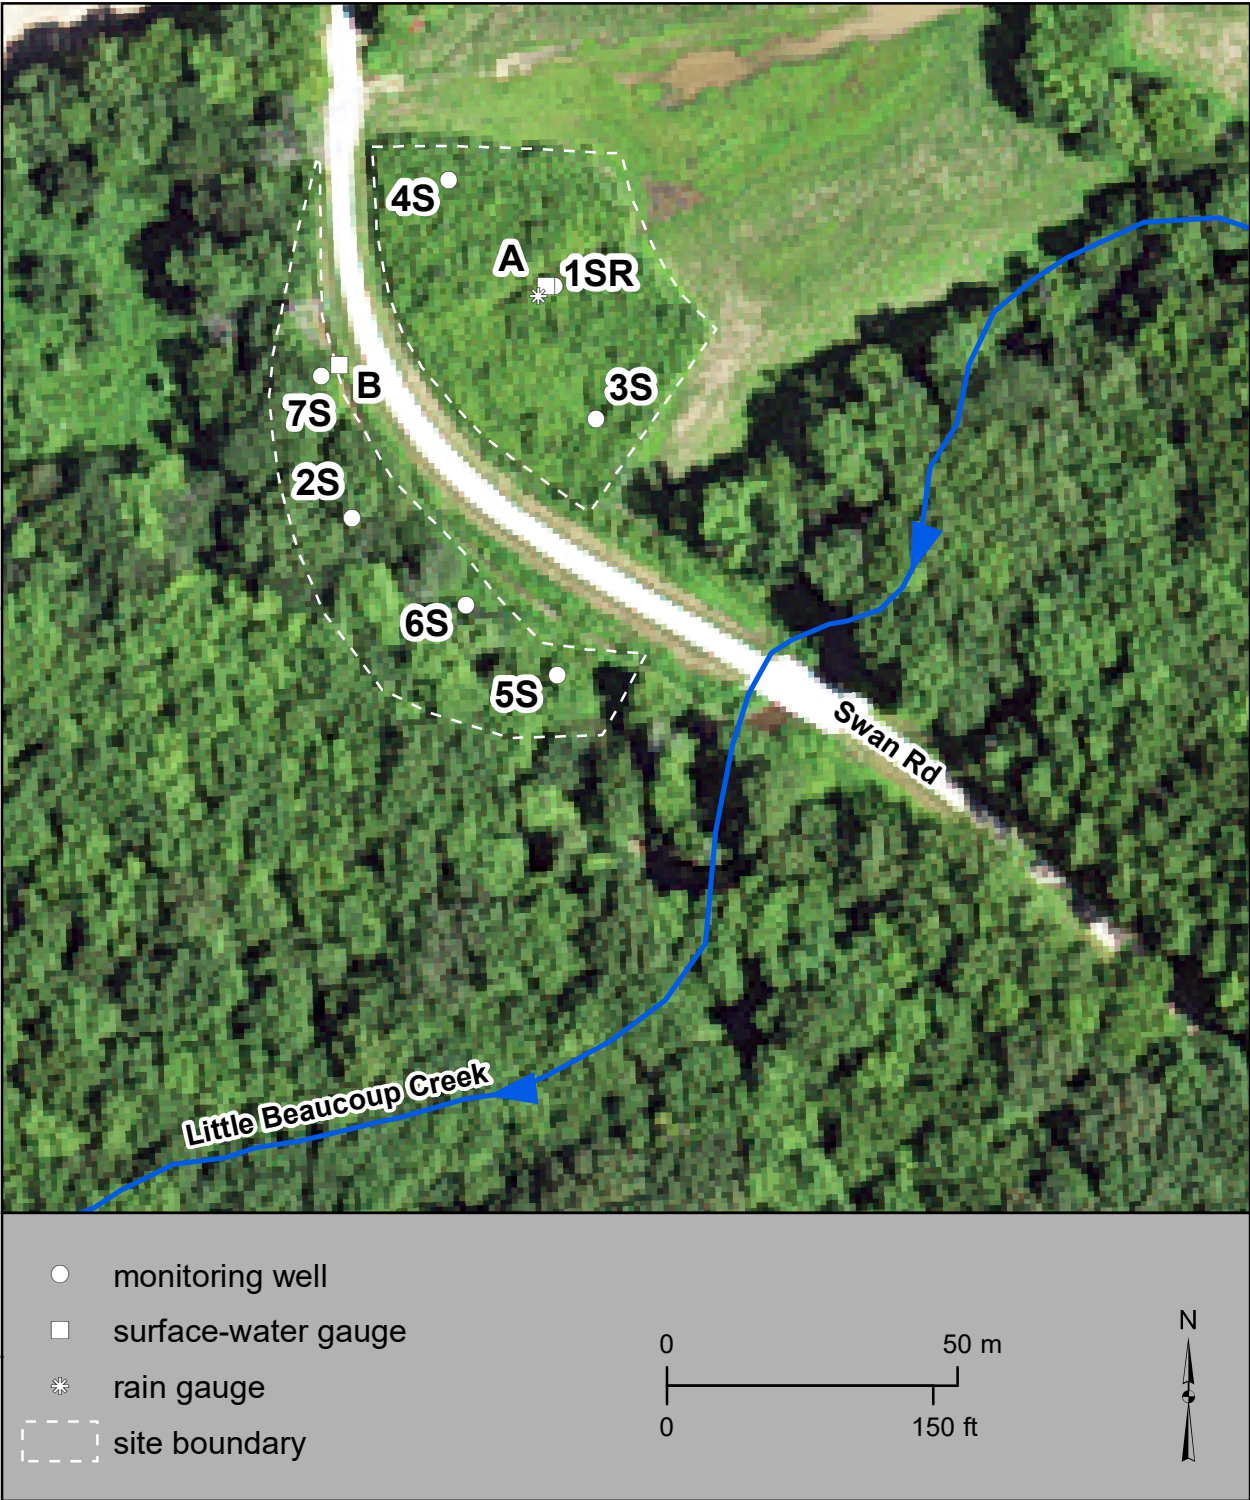 4S
A
1SR
3S
B
7S
2S
6S
5S
Swan Rd
Little Beaucoup Creek
monitoring well
surface-water gauge
rain gauge
site boundary
0 50 m
0 150 ft
N